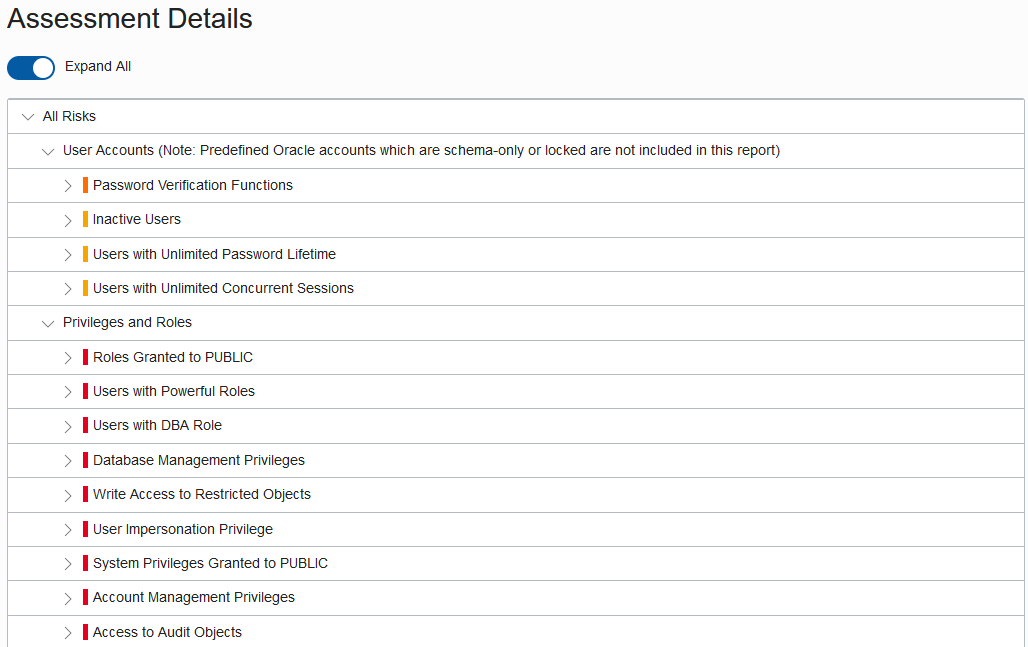 Assessment Details
Expand All
All Risks
User Accounts (Note: Predefined Oracle accounts which are schema-only or locked are not included in this report)
Password Verification Functions
Inactive Users
Users with Unlimited Password Lifetime
Users with Unlimited Concurrent Sessions
Privileges and Roles
Roles Granted to PUBLIC
Users with Powerful Roles
Users with DBA Role
Database Management Privileges
Write Access to Restricted Objects
User Impersonation Privilege
System Privileges Granted to PUBLIC
Account Management Privileges
Access to Audit Objects